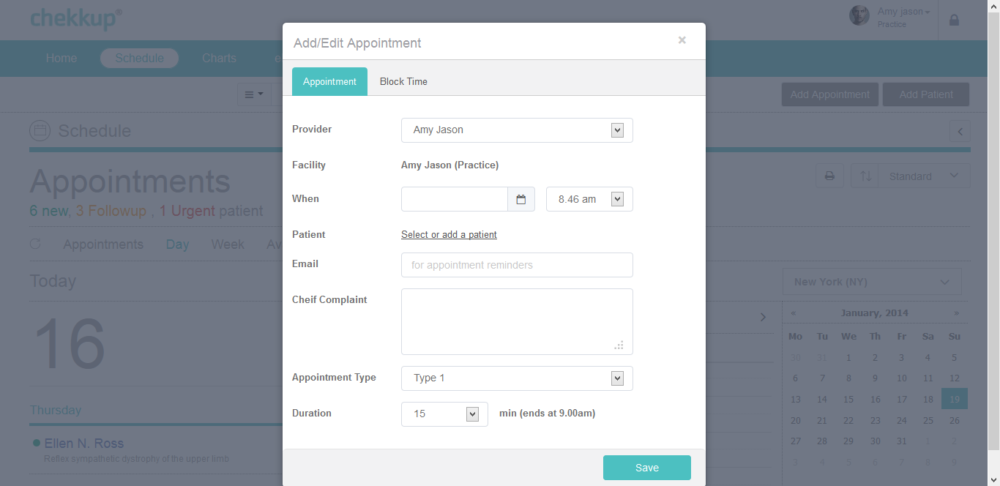 chekkup®
Amy jason
Practice
Home Schedule Charts e
Add Appointment Add Patient
Schedule
Appointments
6 new, 3 Followup , 1 Urgent patient
Standard
Appointments Day Week Av
Today
16
Thursday
Ellen N. Ross
Reflex sympathetic dystrophy of the upper limb
Add/Edit Appointment ×
Appointment Block Time
Provider Amy Jason
Facility Amy Jason (Practice)
When 8.46 am
Patient Select or add a patient
Email for appointment reminders
Cheif Complaint
Appointment Type Type 1
Duration 15 min (ends at 9.00am)
Save
New York (NY)
« January, 2014 »
Mo Tu We Th Fr Sa Su
30 31 1 2 3 4 5
6 7 8 9 10 11 12
13 14 15 16 17 18 19
20 21 22 23 24 25 26
27 28 29 30 31 1 2
3 4 5 6 7 8 9